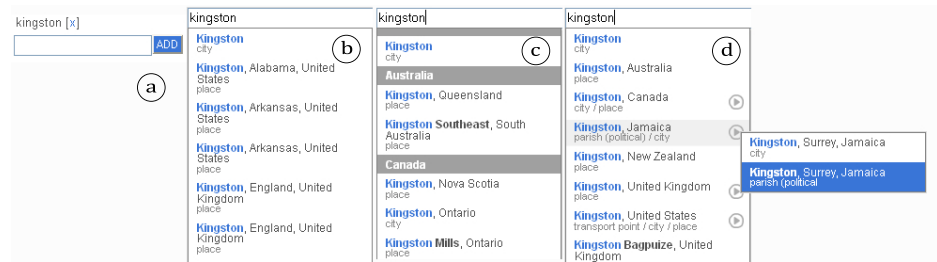 kingston [x]
ADD
a
kingston
b
Kingston
city
Kingston, Alabama, United
States
place
Kingston, Arkansas, United
States
place
Kingston, Arkansas, United
States
place
Kingston, England, United
Kingdom
place
Kingston, England, United
Kingdom
place
kingston
c
Kingston
city
Australia
Kingston, Queensland
place
Kingston Southeast, South
Australia
place
Canada
Kingston, Nova Scotia
place
Kingston, Ontario
city
Kingston Mills, Ontario
place
kingston
d
Kingston
city
Kingston, Australia
place
Kingston, Canada
city / place
Kingston, Jamaica
parish (political) / city
Kingston, New Zealand
place
Kingston, United Kingdom
place
Kingston, United States
transport point / city / place
Kingston Bagpuize, United
Kingdom
Kingston, Surrey, Jamaica
city
Kingston, Surrey, Jamaica
parish (political